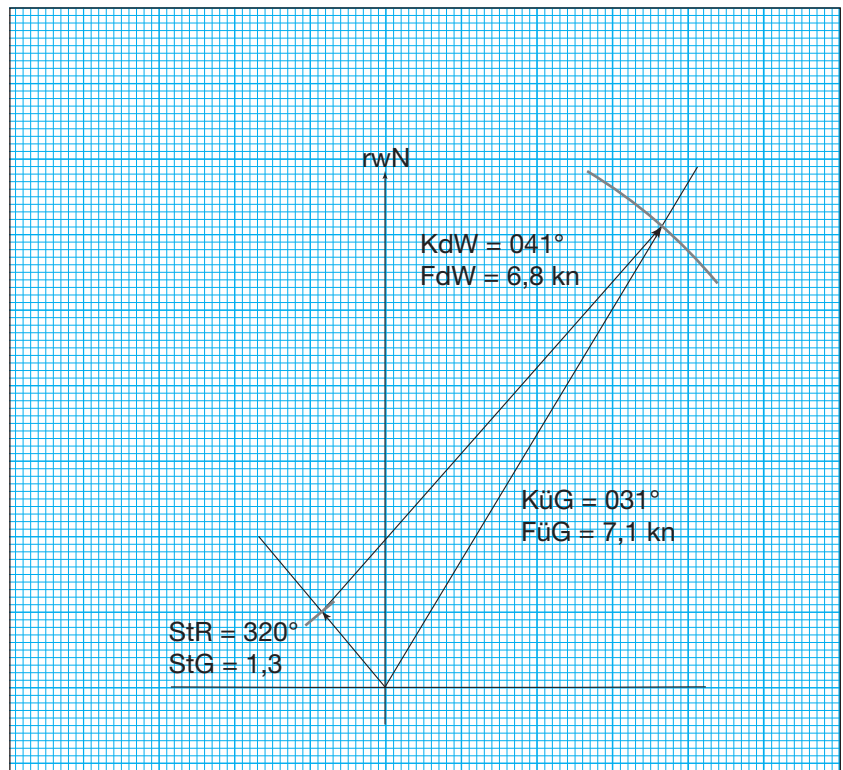 rwN
KdW = 041°
FdW = 6,8 kn
KüG = 031°
FüG = 7,1 kn
StR = 320°
StG = 1,3